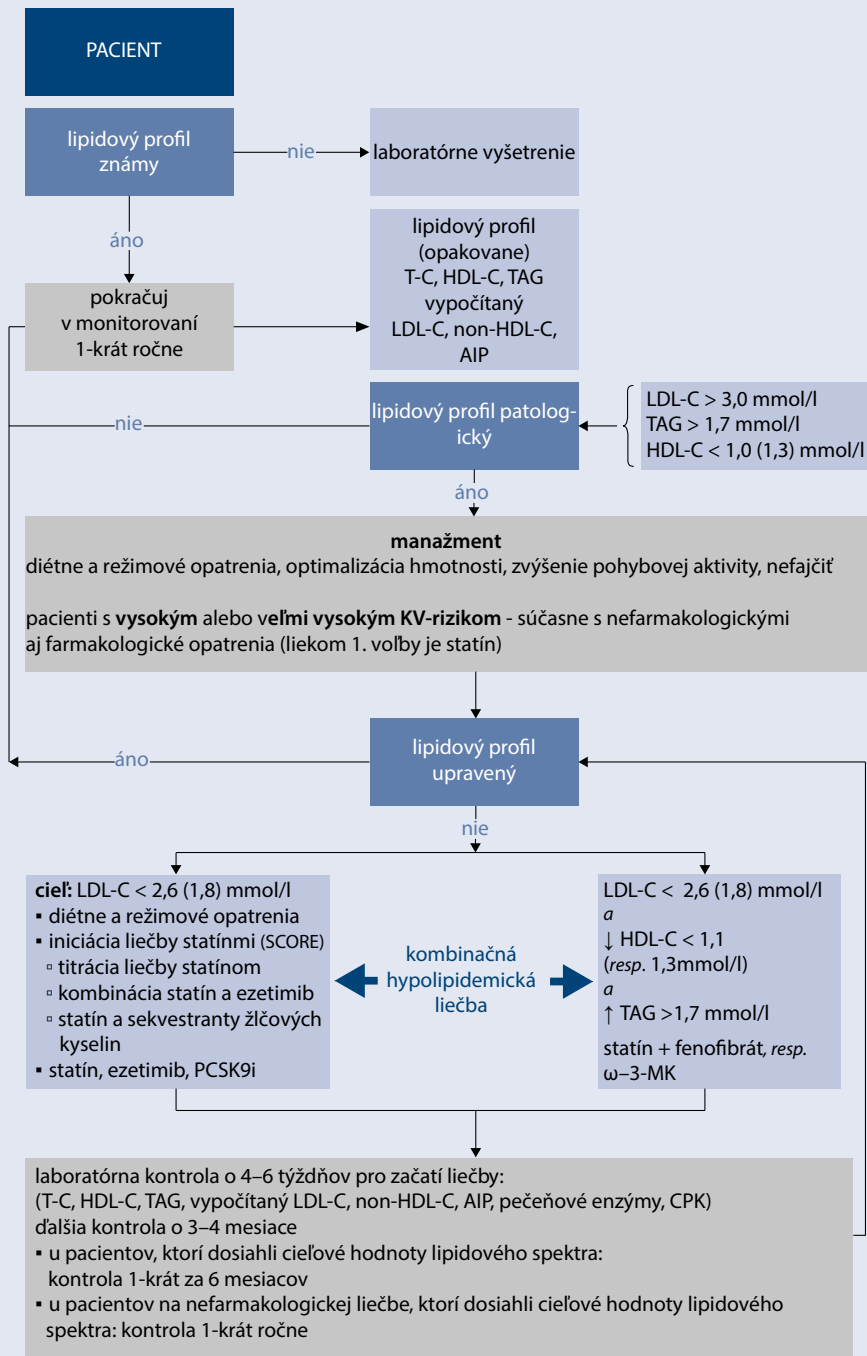 PACIENT
lipidový profil
známy
nie
laboratórne vyšetrenie
áno
lipidový profil
(opakovane)
T-C, HDL-C, TAG
vypočítaný
LDL-C, non-HDL-C,
AIP
pokračuj
v monitorovaní
1-krát ročne
nie
lipidový profil patolog-
ický
LDL-C > 3,0 mmol/l
TAG > 1,7 mmol/l
HDL-C < 1,0 (1,3) mmol/l
áno
manažment
diétne a režimové opatrenia, optimalizácia hmotnosti, zvýšenie pohybovej aktivity, nefajčiť
pacienti s vysokým alebo veľmi vysokým KV-rizikom - súčasne s nefarmakologickými
aj farmakologické opatrenia (liekom 1. voľby je statín)
áno
lipidový profil
upravený
nie
cieľ: LDL-C < 2,6 (1,8) mmol/l
▪ diétne a režimové opatrenia
▪ iniciácia liečby statínmi (SCORE)
▫ titrácia liečby statínom
▫ kombinácia statín a ezetimib
▫ statín a sekvestranty žlčových
kyselin
▪ statín, ezetimib, PCSK9i
kombinačná
hypolipidemická
liečba
LDL-C < 2,6 (1,8) mmol/l
a
↓ HDL-C < 1,1
(resp. 1,3mmol/l)
a
↑ TAG >1,7 mmol/l
statín + fenofibrát, resp.
ω–3-MK
laboratórna kontrola o 4–6 týždňov pro začatí liečby:
(T-C, HDL-C, TAG, vypočítaný LDL-C, non-HDL-C, AIP, pečeňové enzýmy, CPK)
ďalšia kontrola o 3–4 mesiace
▪ u pacientov, ktorí dosiahli cieľové hodnoty lipidového spektra:
kontrola 1-krát za 6 mesiacov
▪ u pacientov na nefarmakologickej liečbe, ktorí dosiahli cieľové hodnoty lipidového
spektra: kontrola 1-krát ročne